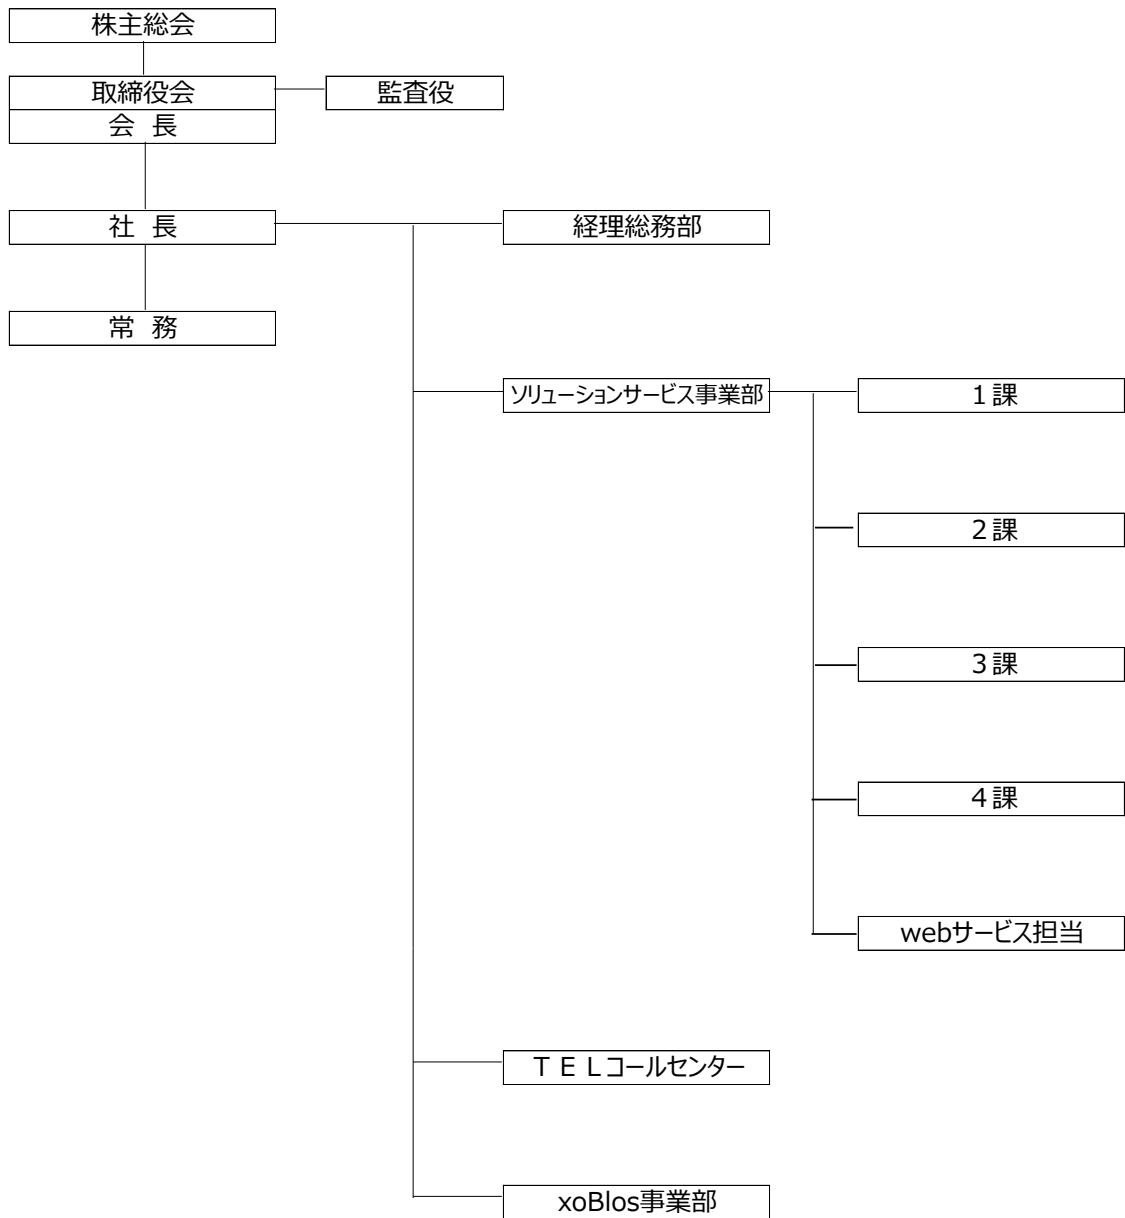 株主総会
取締役会
監査役
会 長
社 長
経理総務部
常 務
ソリューションサービス事業部
１課
２課
３課
４課
webサービス担当
ＴＥＬコールセンター
xoBlos事業部